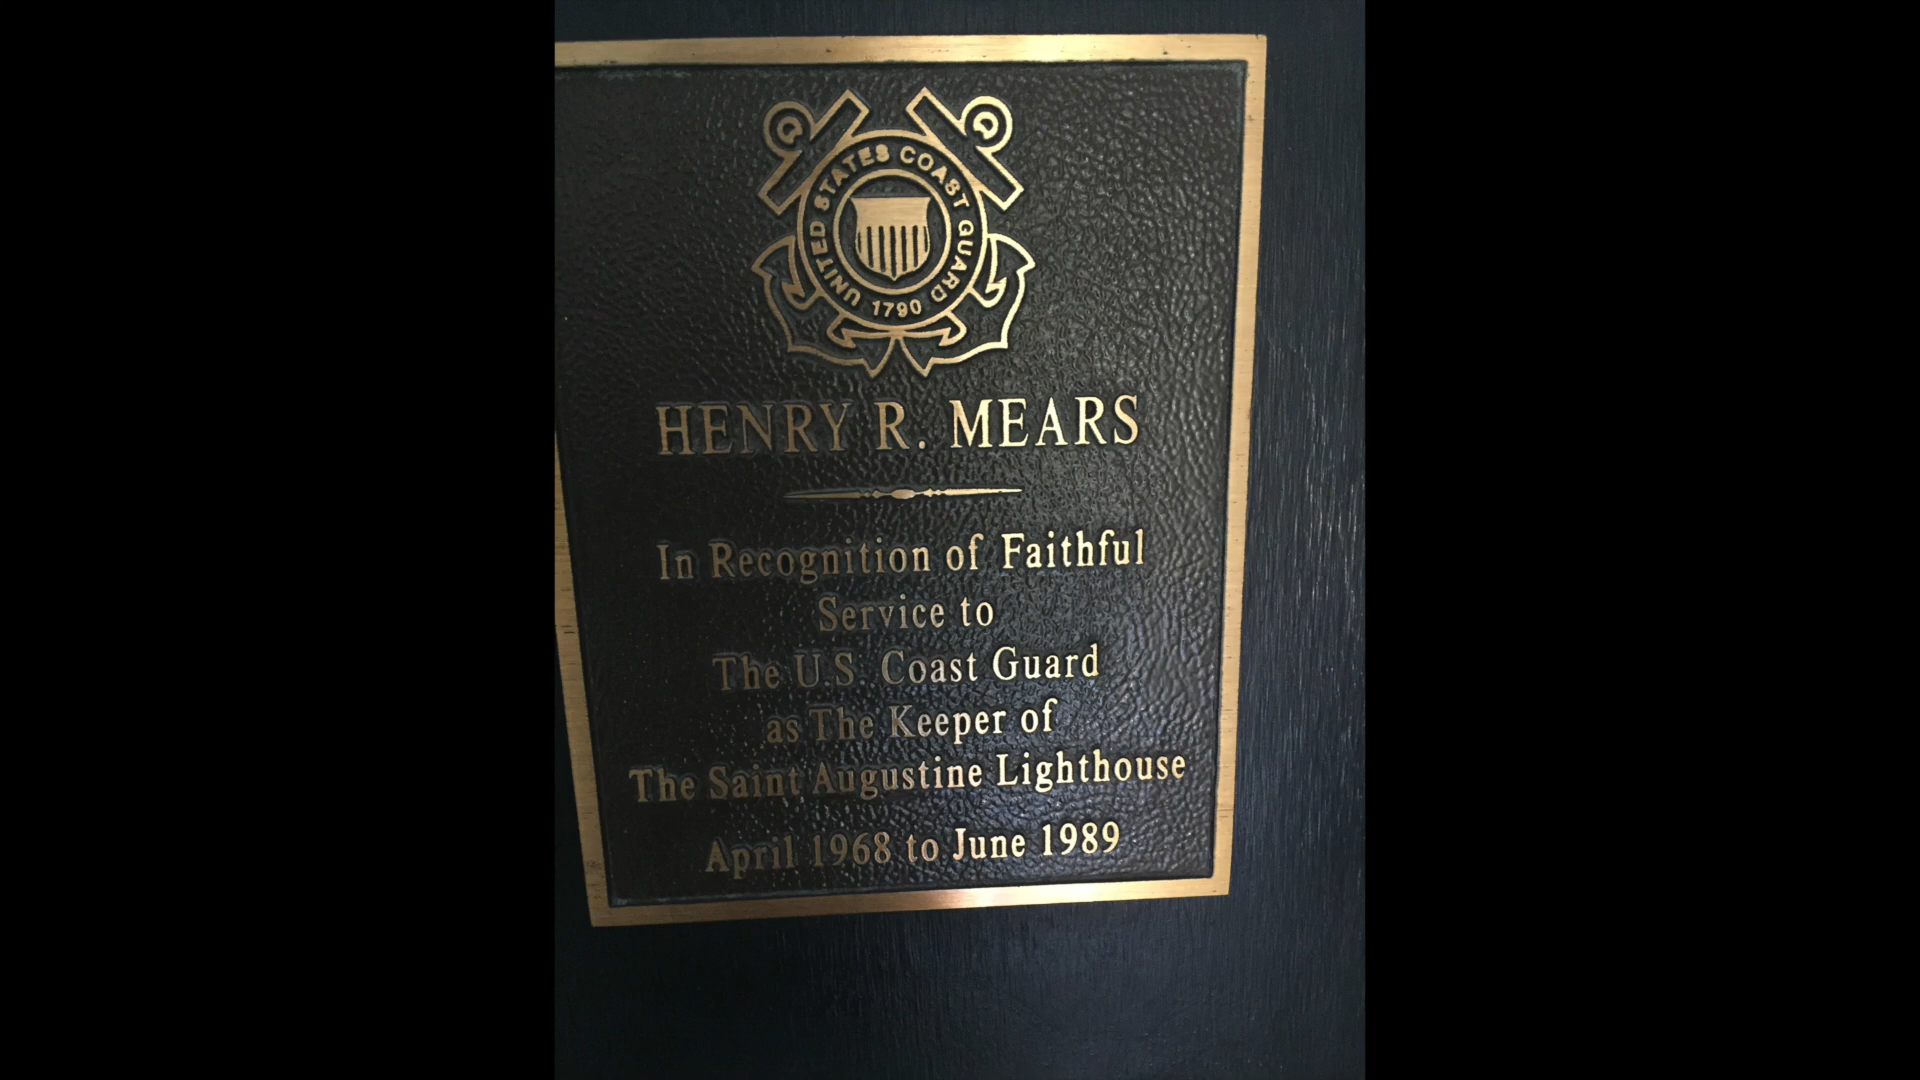 UNITED STATES COAST GUARD
1790
HENRY R. MEARS
In Recognition of Faithful
Service to
The U.S Coast Guard
as The Keeper of
The Saint Augustine Lighthouse
April 1968 to June 1989